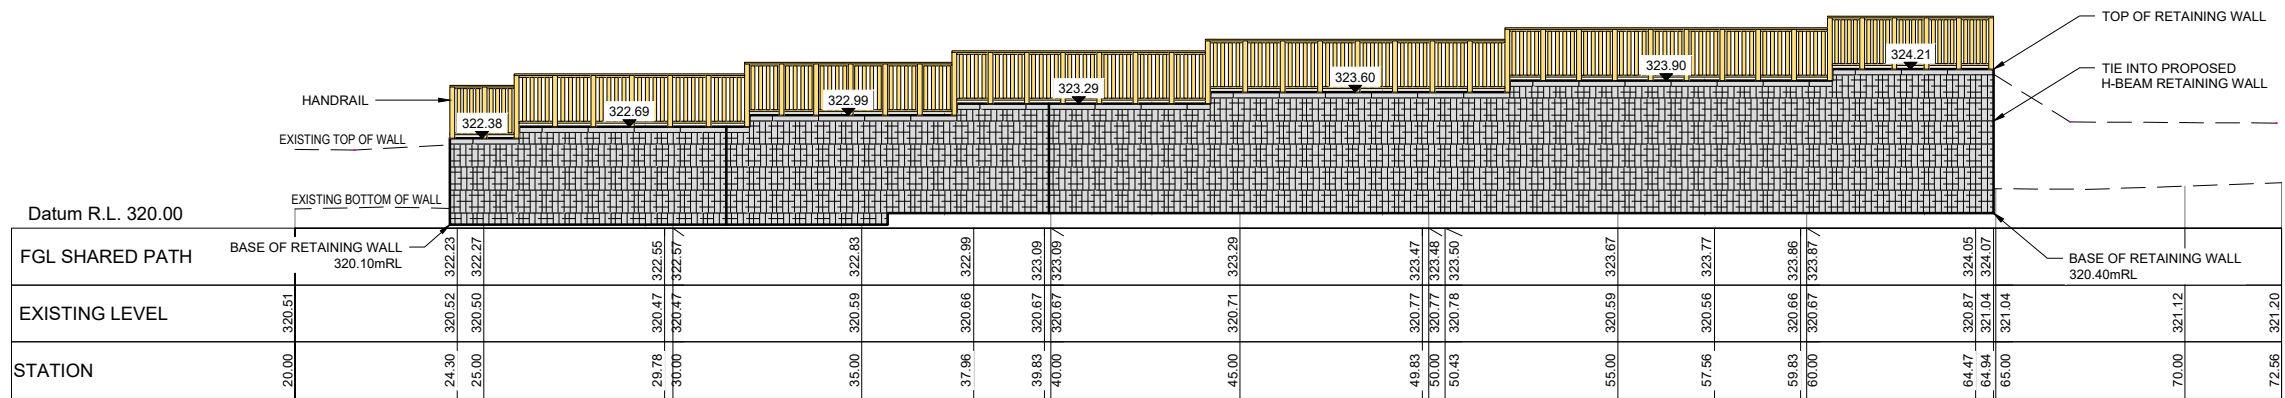 TOP OF RETAINING WALL
324.21
323.90
TIE INTO PROPOSED
H-BEAM RETAINING WALL
323.60
323.29
HANDRAIL
322.99
322.69
322.38
EXISTING TOP OF WALL
EXISTING BOTTOM OF WALL
Datum R.L. 320.00
BASE OF RETAINING WALL
320.10mRL
BASE OF RETAINING WALL
320.40mRL
FGL SHARED PATH 322.23 322.27 322.55 322.57 322.83 322.99 323.09 323.09 323.29 323.47 323.48 323.50 323.67 323.77 323.86 323.87 324.05 324.07
EXISTING LEVEL 320.51 320.52 320.50 320.47 320.47 320.59 320.66 320.67 320.67 320.71 320.77 320.77 320.78 320.59 320.56 320.66 320.67 320.87 321.04 321.04 321.12 321.20
STATION 20.00 24.30 25.00 29.78 30.00 35.00 37.96 39.83 40.00 45.00 49.83 50.00 50.43 55.00 57.56 59.83 60.00 64.47 64.94 65.00 70.00 72.56